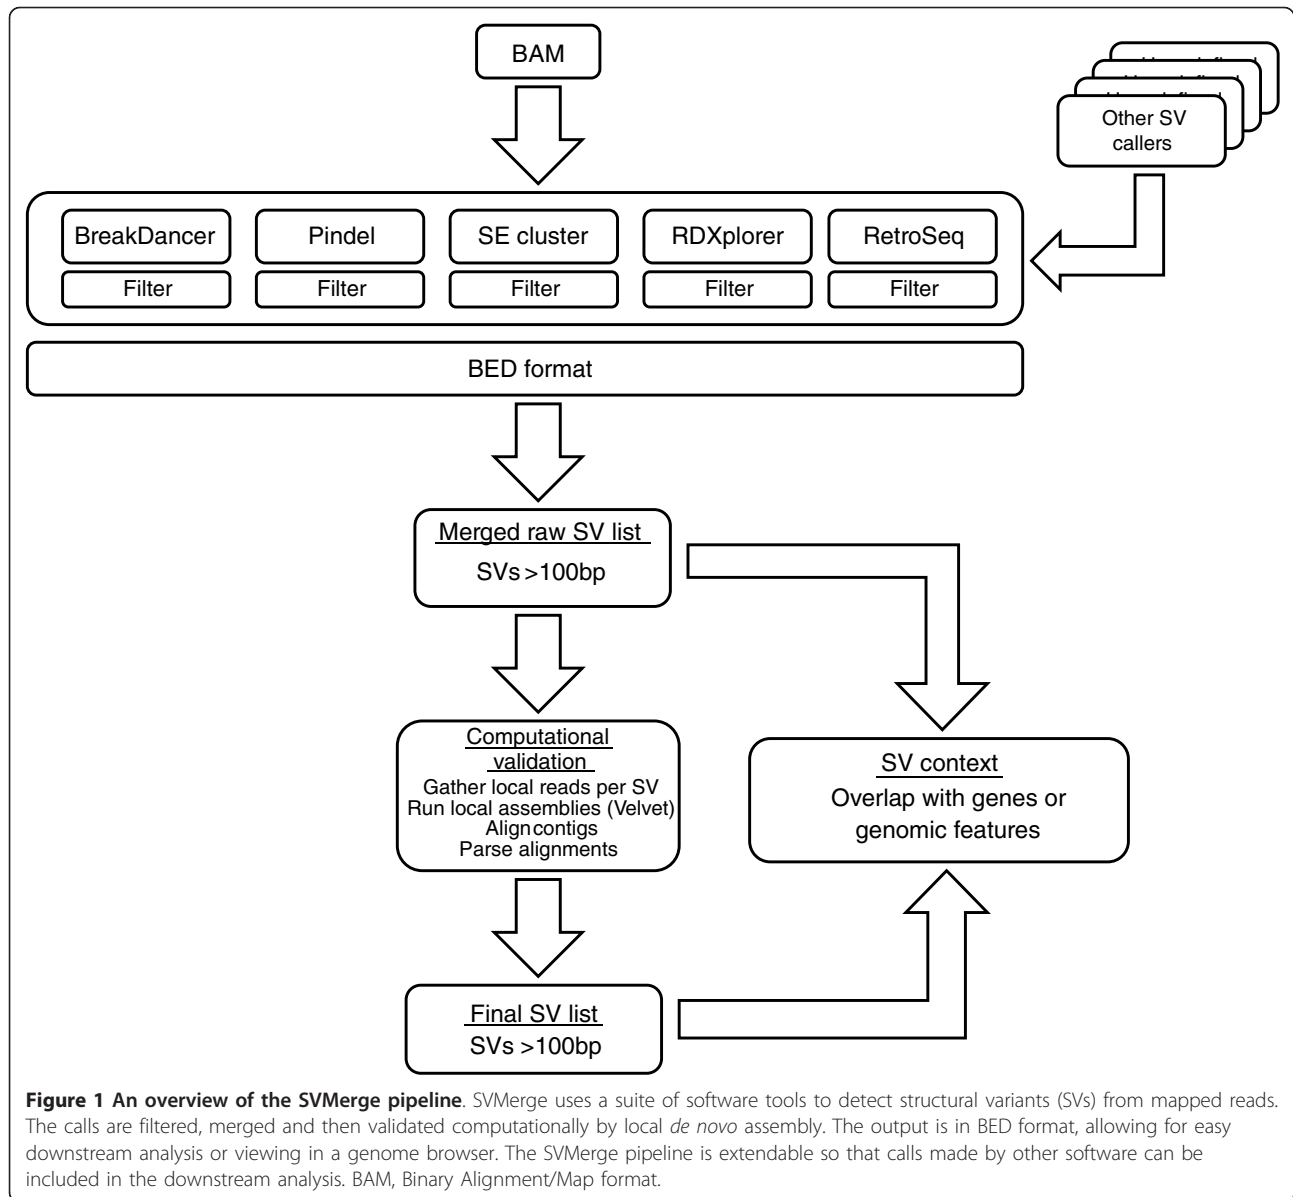 BAM
Other SV
callers
BreakDancer
Pindel
SE cluster
RDXplorer
RetroSeq
Filter
Filter
Filter
Filter
Filter
BED format
Merged raw SV list
SVs >100bp
Computational
validation
Gather local reads per SV
Run local assemblies (Velvet)
Align contigs
Parse alignments
SV context
Overlap with genes or
genomic features
Final SV list
SVs >100bp
Figure 1 An overview of the SVMerge pipeline. SVMerge uses a suite of software tools to detect structural variants (SVs) from mapped reads.
The calls are filtered, merged and then validated computationally by local de novo assembly. The output is in BED format, allowing for easy
downstream analysis or viewing in a genome browser. The SVMerge pipeline is extendable so that calls made by other software can be
included in the downstream analysis. BAM, Binary Alignment/Map format.